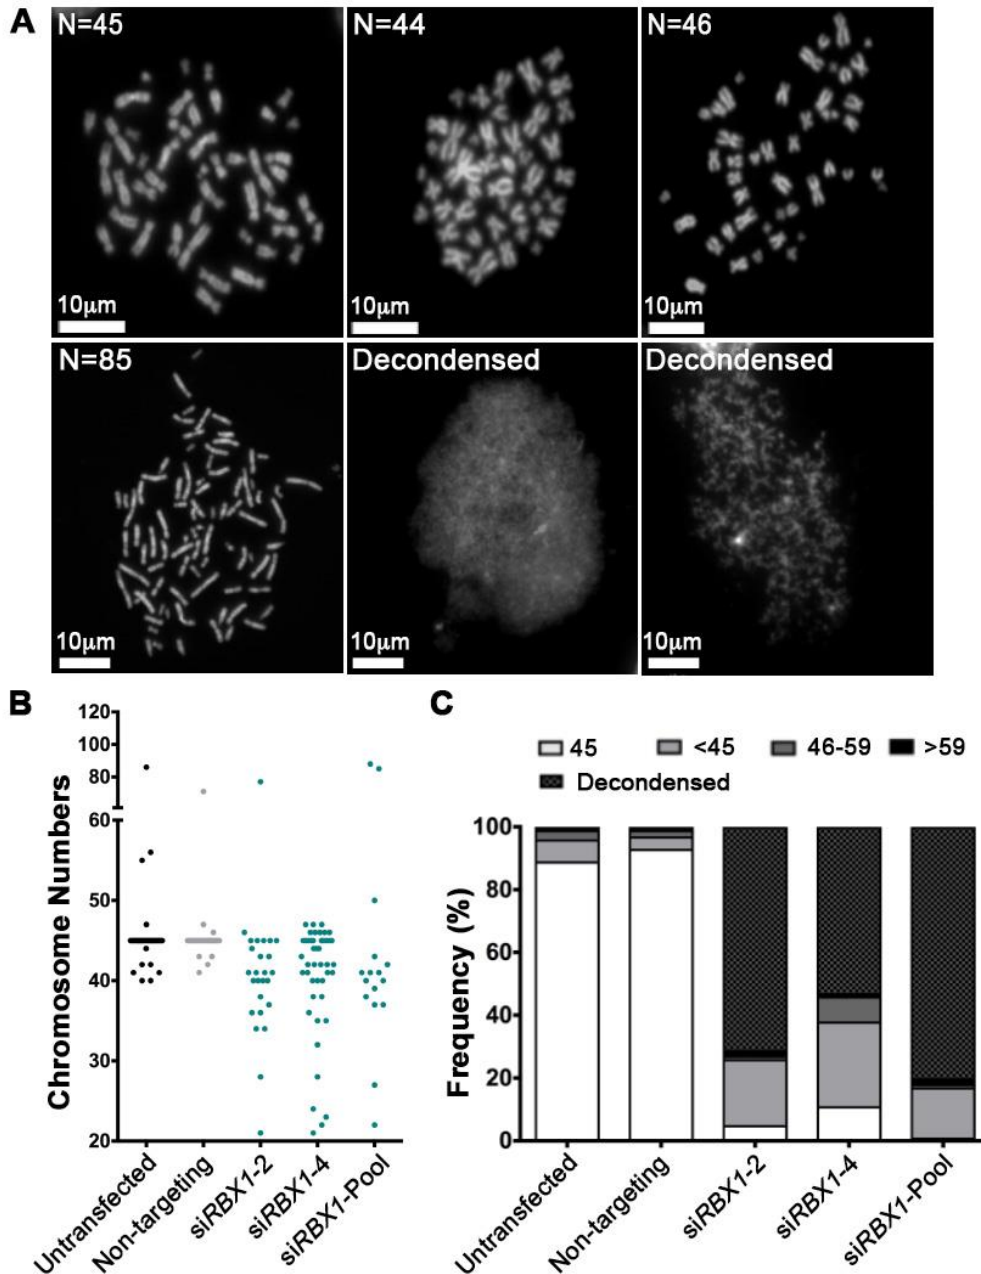 A
N=45
N=44
N=46
10µm
10µm
10µm
N=85
Decondensed
Decondensed
10µm
10µm
10µm
B
Chromosome Numbers
120
100
80
60
50
40
30
20
Untransfected
Non-targeting
siRBX1-2
siRBX1-4
siRBX1-Pool
C
45
<45
46-59
>59
Decondensed
Frequency (%)
100
80
60
40
20
0
Untransfected
Non-targeting
siRBX1-2
siRBX1-4
siRBX1-Pool